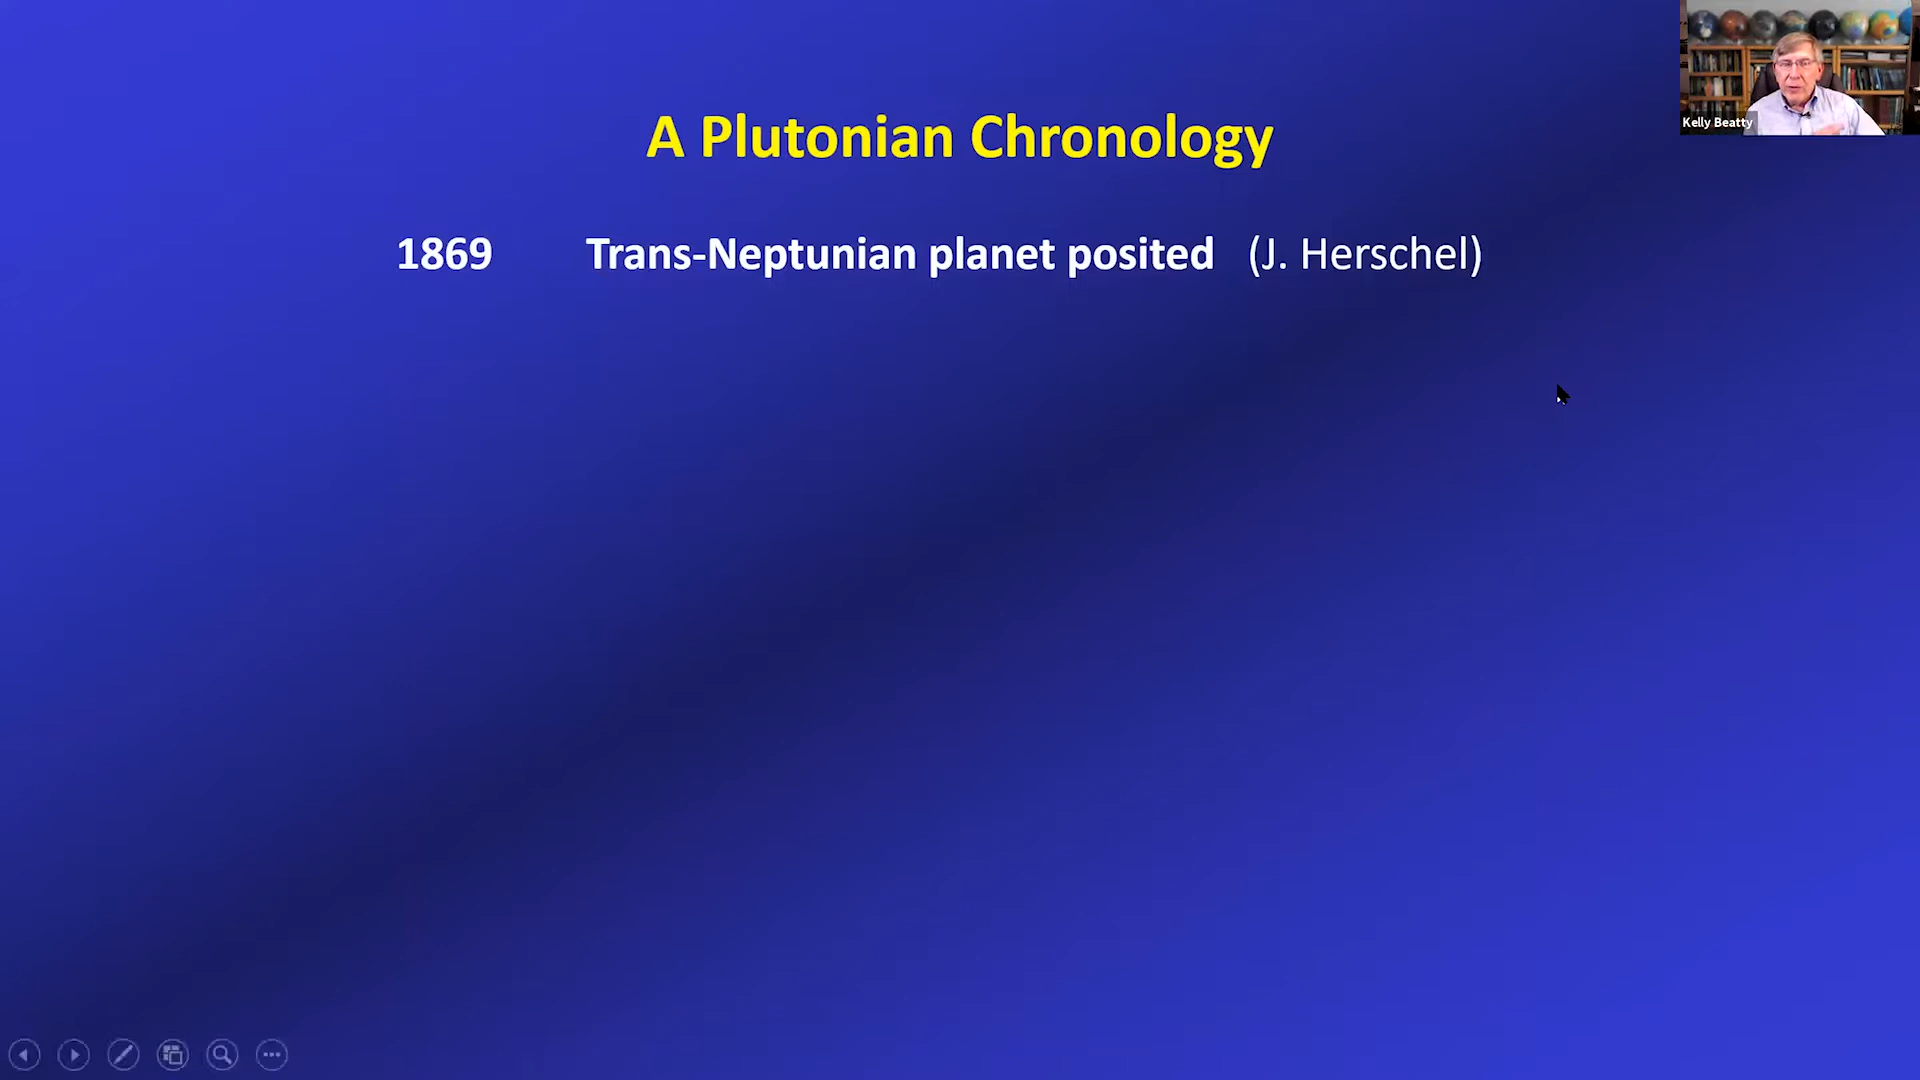 A Plutonian Chronology
Kelly Beatty
1869 Trans-Neptunian planet posited (J. Herschel)